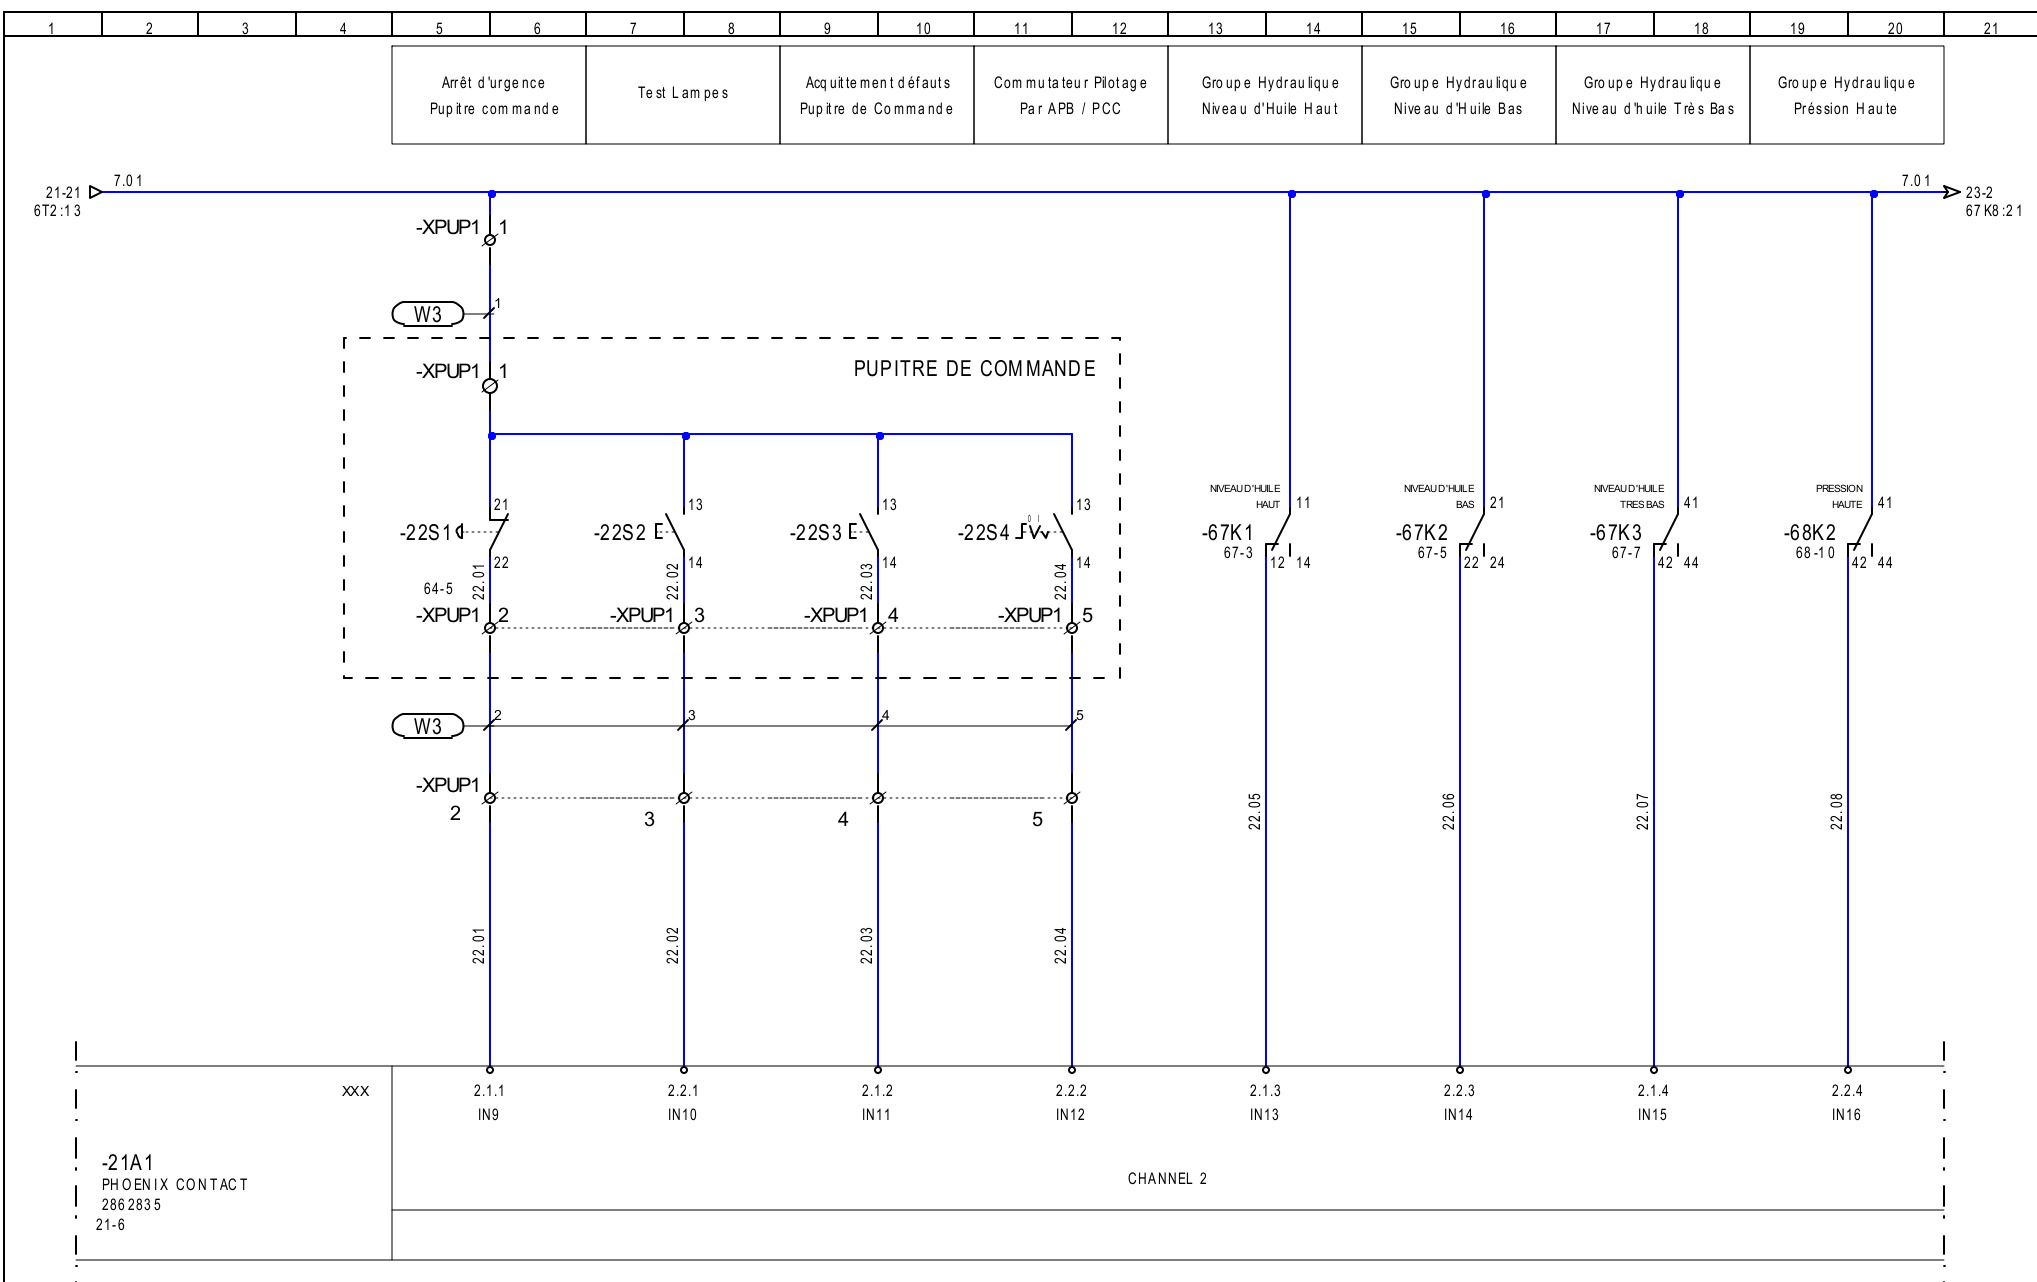 1 2 3 4 5 6 7 8 9 10 11 12 13 14 15 16 17 18 19 20 21
Arrêt d'urgence
Pupitre commande
Test Lampes
Acquittement défauts
Pupitre de Commande
Commutateur Pilotage
Par APB / PCC
Groupe Hydraulique
Niveau d'Huile Haut
Groupe Hydraulique
Niveau d'Huile Bas
Groupe Hydraulique
Niveau d'huile Très Bas
Groupe Hydraulique
Préssion Haute
21-21
6T2:13
7.01
7.01
23-2
67K8:21
-XPUP1 1
W3 1
-XPUP1 1
PUPITRE DE COMMANDE
NIVEAU D'HUILE
HAUT 11
-67K1
67-3
12 14
NIVEAU D'HUILE
BAS 21
-67K2
67-5
22 24
NIVEAU D'HUILE
TRES BAS 41
-67K3
67-7
42 44
PRESSION
HAUTE 41
-68K2
68-10
42 44
21
-22S1
22
64-5
22.01
13
-22S2
14
22.02
13
-22S3
14
22.03
13
0 I
-22S4
14
22.04
-XPUP1 2
-XPUP1 3
-XPUP1 4
-XPUP1 5
W3 2 3 4 5
-XPUP1
2 3 4 5
22.05 22.06 22.07 22.08
22.01 22.02 22.03 22.04
XXX
2.1.1 2.2.1 2.1.2 2.2.2 2.1.3 2.2.3 2.1.4 2.2.4
IN9 IN10 IN11 IN12 IN13 IN14 IN15 IN16
-21A1
PHOENIX CONTACT
2862835
21-6
CHANNEL 2